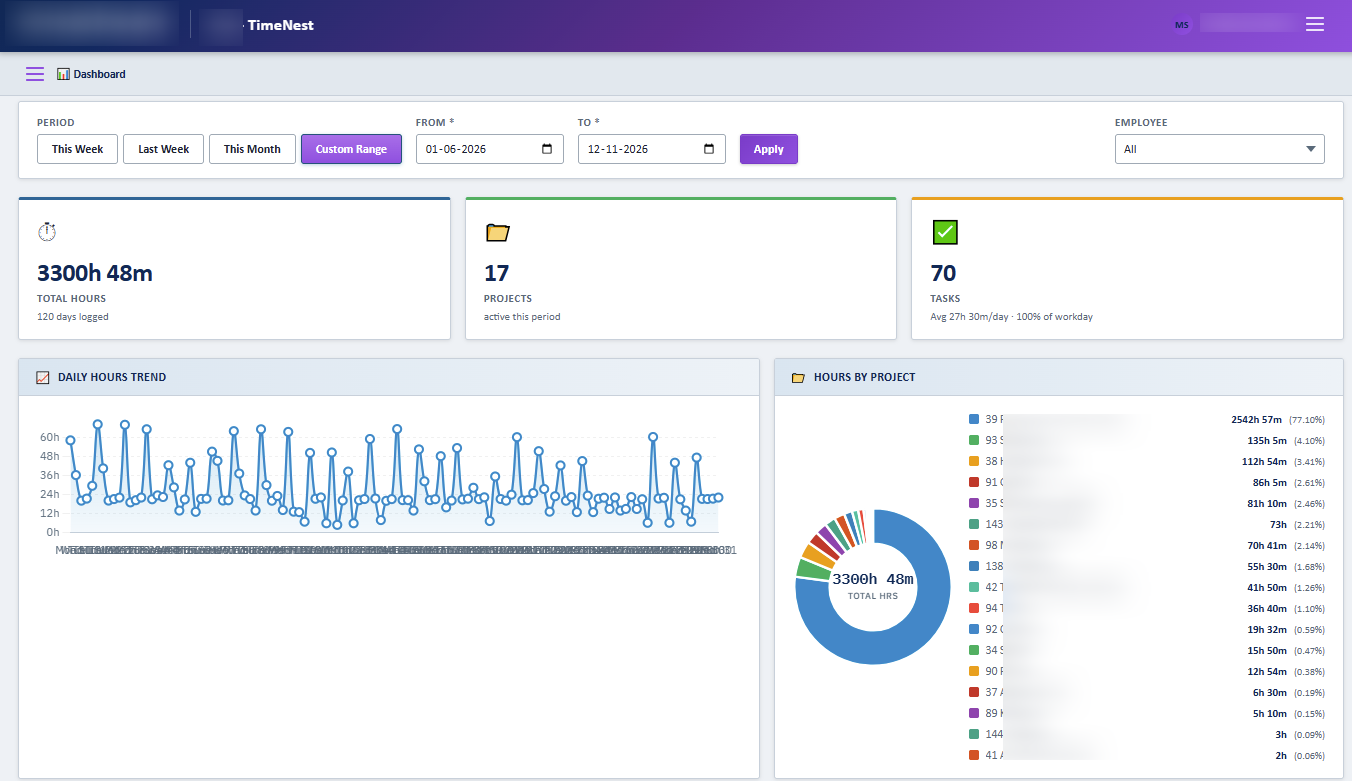 - TimeNest
MS
Dashboard
PERIOD
This Week
Last Week
This Month
Custom Range
FROM *
01-06-2026
TO *
12-11-2026
Apply
EMPLOYEE
All
3300h 48m
TOTAL HOURS
120 days logged
17
PROJECTS
active this period
70
TASKS
Avg 27h 30m/day · 100% of workday
DAILY HOURS TREND
60h
48h
36h
24h
12h
0h
HOURS BY PROJECT
3300h 48m
TOTAL HRS
39 2542h 57m (77.10%)
93 S 135h 5m (4.10%)
38 112h 54m (3.41%)
91 86h 5m (2.61%)
35 S 81h 10m (2.46%)
143 73h (2.21%)
98 70h 41m (2.14%)
138 55h 30m (1.68%)
42 41h 50m (1.26%)
94 36h 40m (1.10%)
92 19h 32m (0.59%)
34 S 15h 50m (0.47%)
90 12h 54m (0.38%)
37 A 6h 30m (0.19%)
89 5h 10m (0.15%)
144 3h (0.09%)
41 A 2h (0.06%)